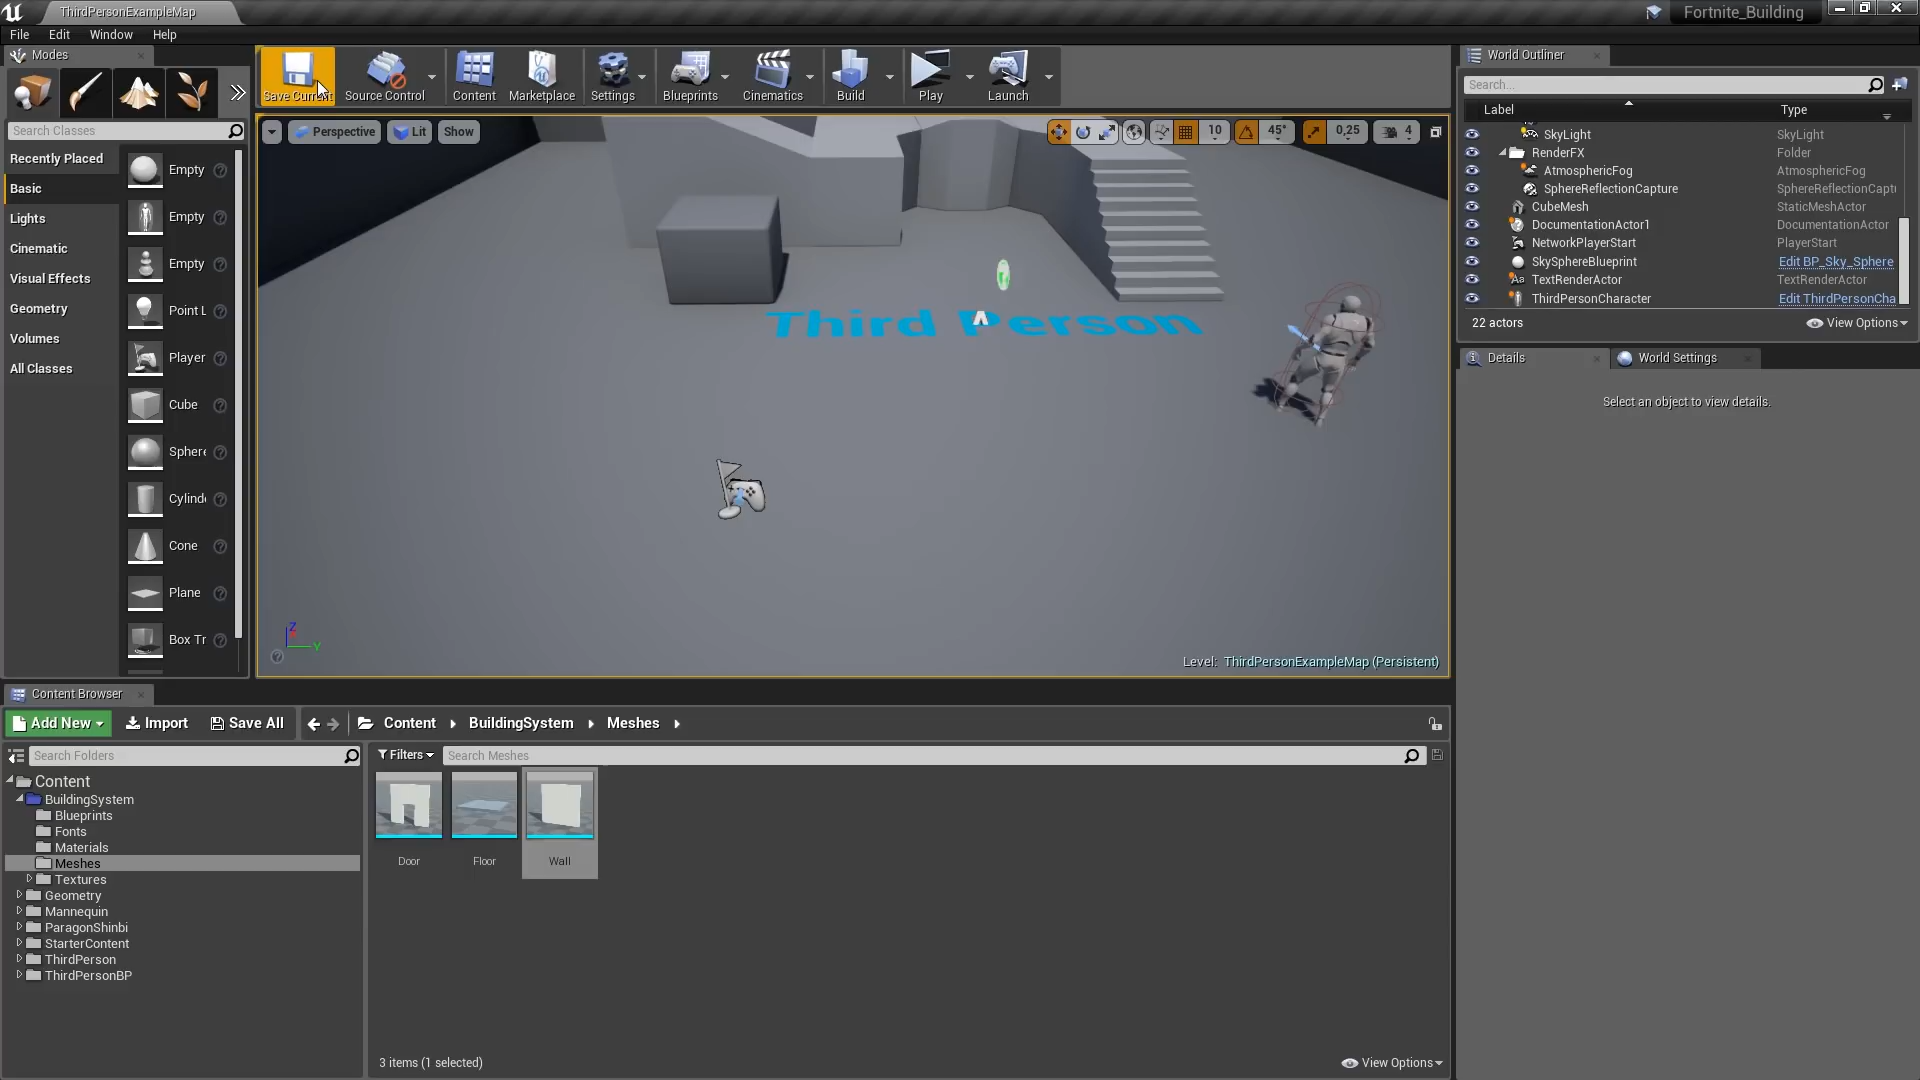 ThirdPersonExampleMap
Fortnite_Building
File Edit Window Help
Modes
Search Classes
Recently Placed
Basic
Lights
Cinematic
Visual Effects
Geometry
Volumes
All Classes
Empty
Empty
Empty
Point L
Player
Cube
Sphere
Cylind
Cone
Plane
Box Tr
Save Current
Source Control
Content
Marketplace
Settings
Blueprints
Cinematics
Build
Play
Launch
Perspective
Lit
Show
10
45°
0,25
4
Third Person
Z
Y
Level: ThirdPersonExampleMap (Persistent)
World Outliner
Search...
Label Type
SkyLight SkyLight
RenderFX Folder
AtmosphericFog AtmosphericFog
SphereReflectionCapture SphereReflectionCaptu
CubeMesh StaticMeshActor
DocumentationActor1 DocumentationActor
NetworkPlayerStart PlayerStart
SkySphereBlueprint Edit BP_Sky_Sphere
TextRenderActor TextRenderActor
ThirdPersonCharacter Edit ThirdPersonCha
22 actors
View Options
Details
World Settings
Select an object to view details.
Content Browser
Add New
Import
Save All
Content
BuildingSystem
Meshes
Search Folders
Content
BuildingSystem
Blueprints
Fonts
Materials
Meshes
Textures
Geometry
Mannequin
ParagonShinbi
StarterContent
ThirdPerson
ThirdPersonBP
Filters
Search Meshes
Door
Floor
Wall
3 items (1 selected)
View Options